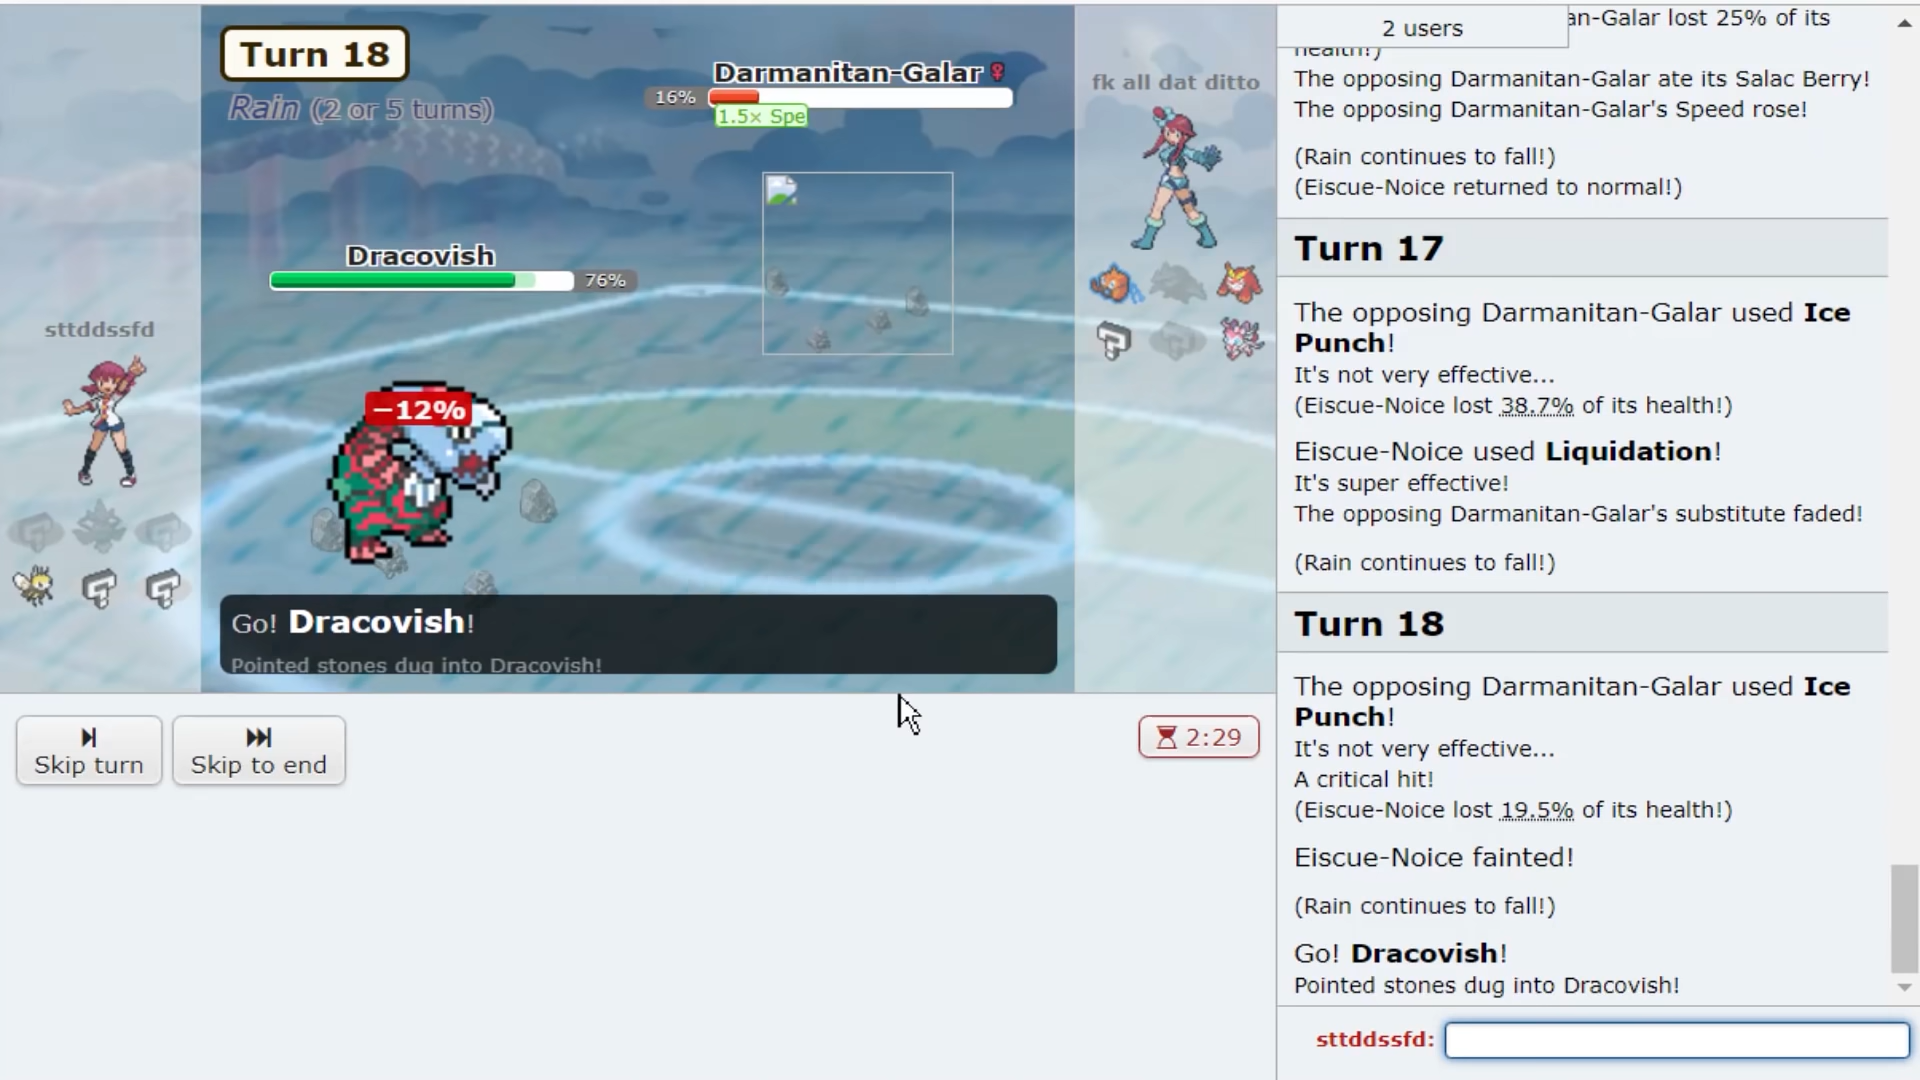 Turn 18
Rain (2 or 5 turns)
Darmanitan-Galar ♀
16%
1.5× Spe
Dracovish
76%
−12%
sttddssfd
fk all dat ditto
Go! Dracovish!
Pointed stones dug into Dracovish!
Skip turn
Skip to end
2:29
2 users
an-Galar lost 25% of its
health!)
The opposing Darmanitan-Galar ate its Salac Berry!
The opposing Darmanitan-Galar's Speed rose!
(Rain continues to fall!)
(Eiscue-Noice returned to normal!)
Turn 17
The opposing Darmanitan-Galar used Ice
Punch!
It's not very effective...
(Eiscue-Noice lost 38.7% of its health!)
Eiscue-Noice used Liquidation!
It's super effective!
The opposing Darmanitan-Galar's substitute faded!
(Rain continues to fall!)
Turn 18
The opposing Darmanitan-Galar used Ice
Punch!
It's not very effective...
A critical hit!
(Eiscue-Noice lost 19.5% of its health!)
Eiscue-Noice fainted!
(Rain continues to fall!)
Go! Dracovish!
Pointed stones dug into Dracovish!
sttddssfd: